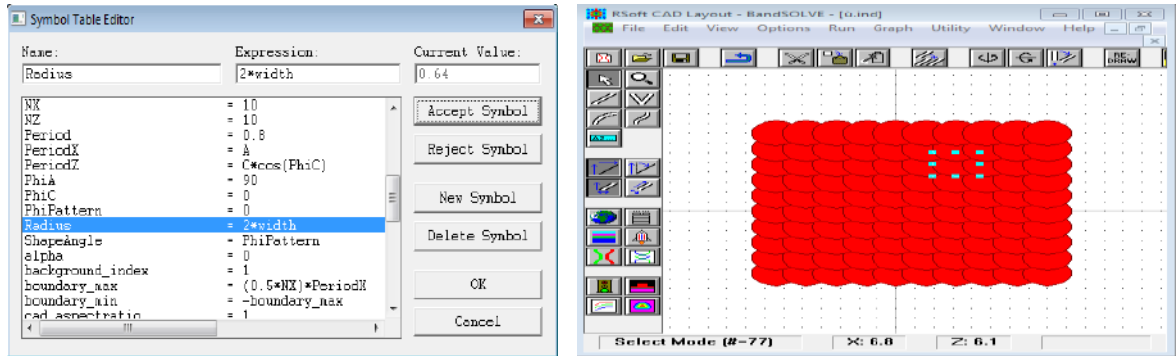 Symbol Table Editor
Name:
Expression:
Current Value:
Radius
2*width
0.64
NX = 10
NZ = 10
Period = 0.8
PeriodX = A
PeriodZ = C*cos(PhiC)
PhiA = 90
PhiC = 0
PhiPattern = 0
Radius = 2*width
ShapeAngle = PhiPattern
alpha = 0
background_index = 1
boundary_max = (0.5*NX)*PeriodX
boundary_min = -boundary_max
cad_aspectratio = 1
Accept Symbol
Reject Symbol
New Symbol
Delete Symbol
OK
Cancel
RSoft CAD Layout - BandSOLVE - [u.ind]
File Edit View Options Run Graph Utility Window Help
RE-DRAW
Select Mode (#-77)
X: 6.8
Z: 6.1